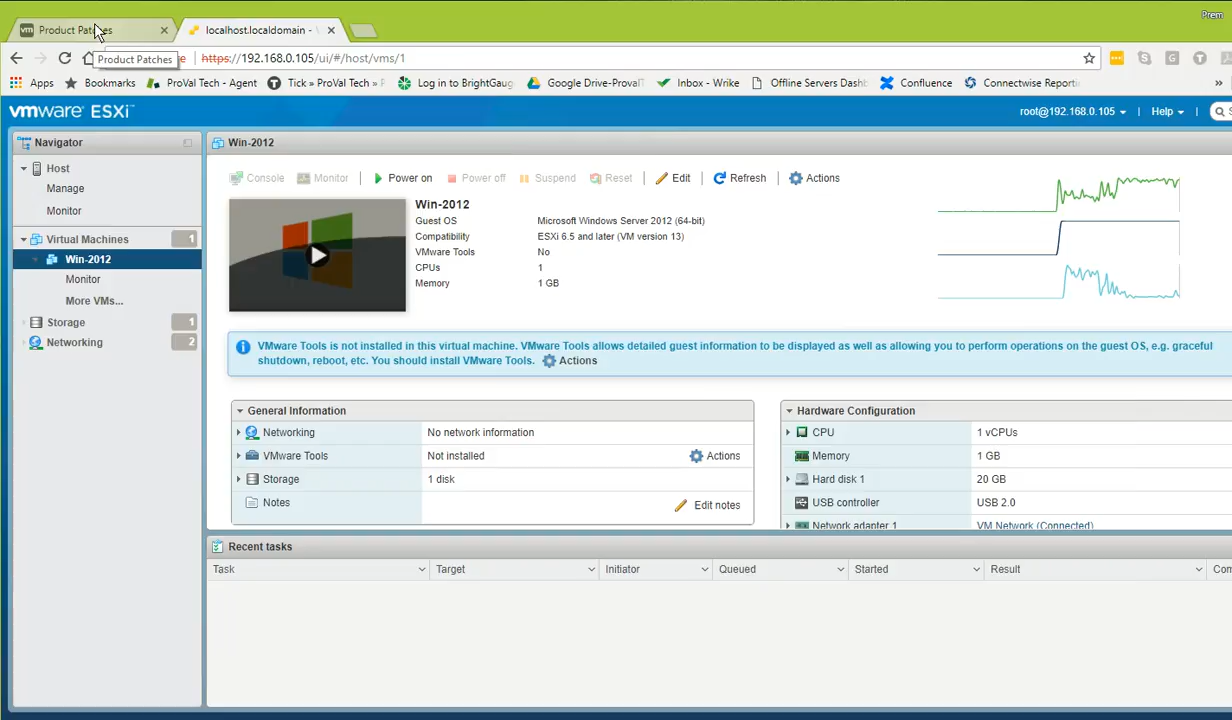 Prem
vm Product Patches
localhost.localdomain -
Product Patches
https://192.168.0.105/ui/#/host/vms/1
Apps Bookmarks ProVal Tech - Agent Tick » ProVal Tech » Log in to BrightGau Google Drive-Proval Inbox - Wrike Offline Servers Dash Confluence Connectwise Report »
vmware ESXi™ root@192.168.0.105 | Help |
Navigator
Win-2012
Host
Manage
Monitor
Virtual Machines 1
Win-2012
Monitor
More VMs...
Storage 1
Networking 2
Console Monitor | Power on Power off Suspend Reset | Edit | Refresh | Actions
Win-2012
Guest OS Microsoft Windows Server 2012 (64-bit)
Compatibility ESXi 6.5 and later (VM version 13)
VMware Tools No
CPUs 1
Memory 1 GB
VMware Tools is not installed in this virtual machine. VMware Tools allows detailed guest information to be displayed as well as allowing you to perform operations on the guest OS, e.g. graceful
shutdown, reboot, etc. You should install VMware Tools. Actions
General Information
Networking No network information
VMware Tools Not installed Actions
Storage 1 disk
Notes Edit notes
Hardware Configuration
CPU 1 vCPUs
Memory 1 GB
Hard disk 1 20 GB
USB controller USB 2.0
Network adapter 1 VM Network (Connected)
Recent tasks
Task Target Initiator Queued Started Result Com